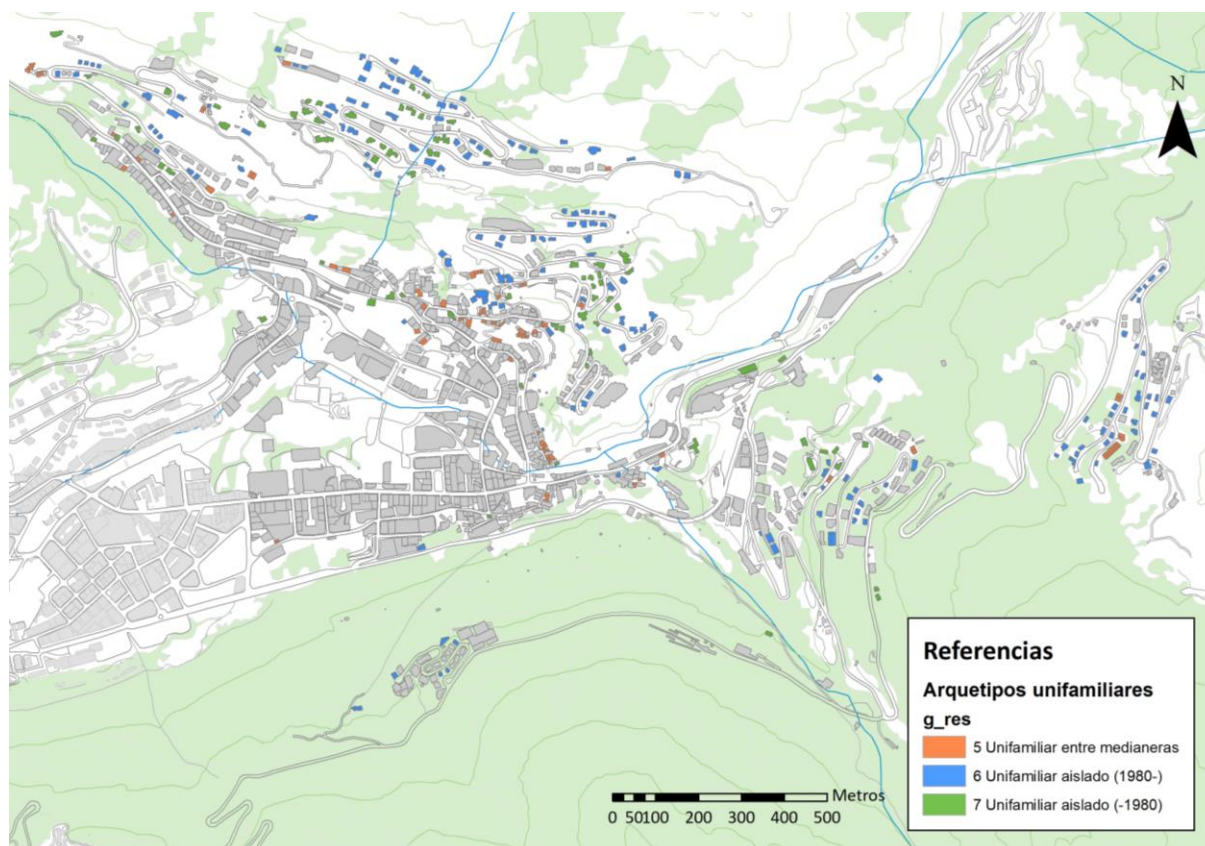 N
Referencias
Arquetipos unifamiliares
g_res
5 Unifamiliar entre medianeras
6 Unifamiliar aislado (1980-)
7 Unifamiliar aislado (-1980)
Metros
0 50100 200 300 400 500